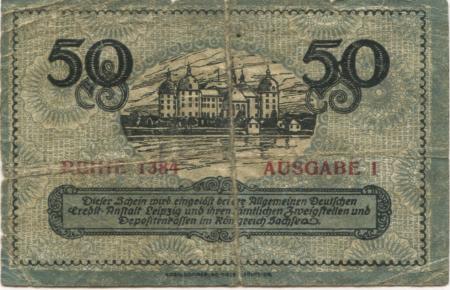 50 50
REIHE 1384 AUSGABE I
Dieser Schein wird eingelöst bei der Allgemeinen Deutschen
Credit-Anstalt Leipzig und ihren sämtlichen Zweigstellen und
Depositenkassen im Königreich Sachsen